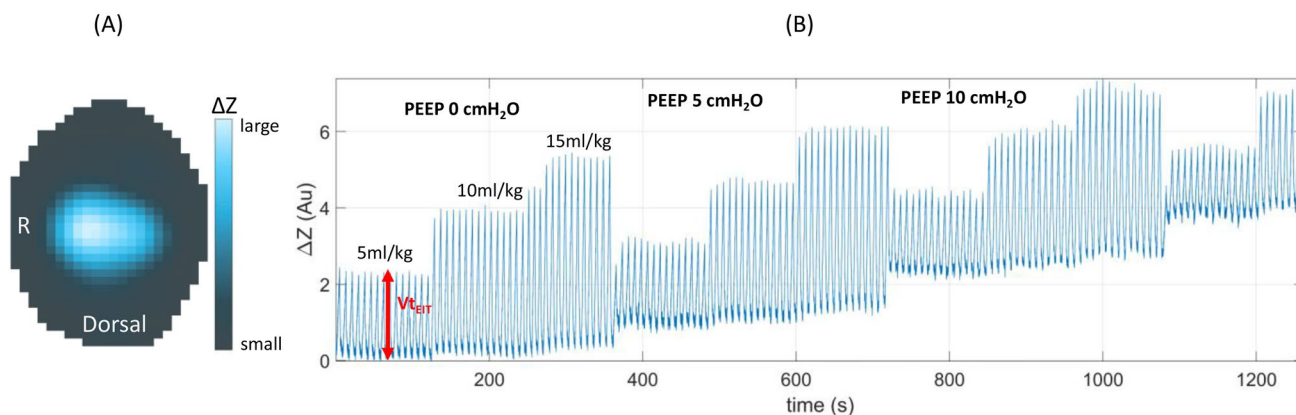 (A)
(B)
ΔZ
large
small
R
Dorsal
PEEP 0 cmH₂O
PEEP 5 cmH₂O
PEEP 10 cmH₂O
15ml/kg
10ml/kg
5ml/kg
Vt_EIT
ΔZ (Au)
6
4
2
0
200
400
600
800
1000
1200
time (s)